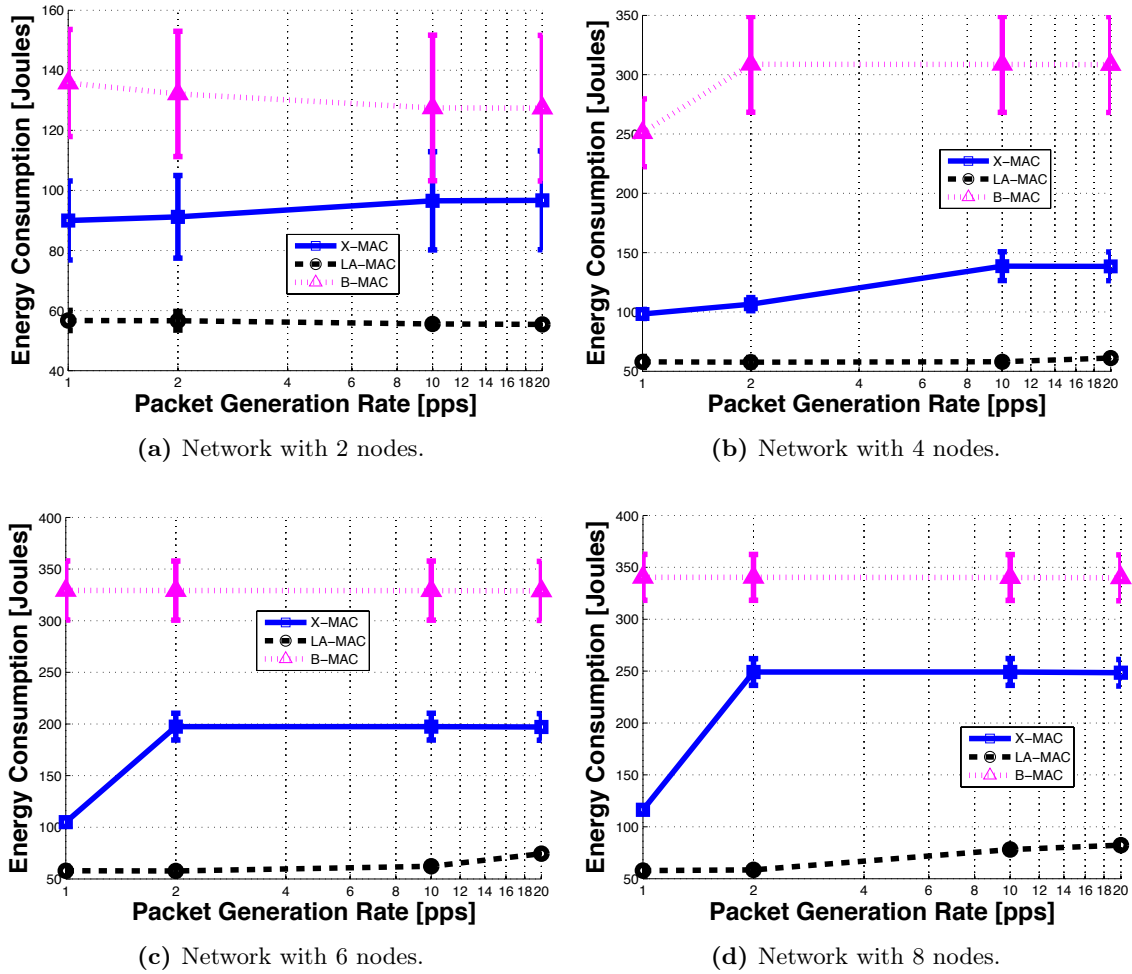 160
140
120
100
80
60
40
Energy Consumption [Joules]
X−MAC
LA−MAC
B−MAC
1 2 4 6 8 10 12 14 16 18 20
Packet Generation Rate [pps]
(a) Network with 2 nodes.
350
300
250
200
150
100
50
Energy Consumption [Joules]
X−MAC
LA−MAC
B−MAC
1 2 4 6 8 10 12 14 16 18 20
Packet Generation Rate [pps]
(b) Network with 4 nodes.
400
350
300
250
200
150
100
50
Energy Consumption [Joules]
X−MAC
LA−MAC
B−MAC
1 2 4 6 8 10 12 14 16 18 20
Packet Generation Rate [pps]
(c) Network with 6 nodes.
400
350
300
250
200
150
100
50
Energy Consumption [Joules]
X−MAC
LA−MAC
B−MAC
1 2 4 6 8 10 12 14 16 18 20
Packet Generation Rate [pps]
(d) Network with 8 nodes.